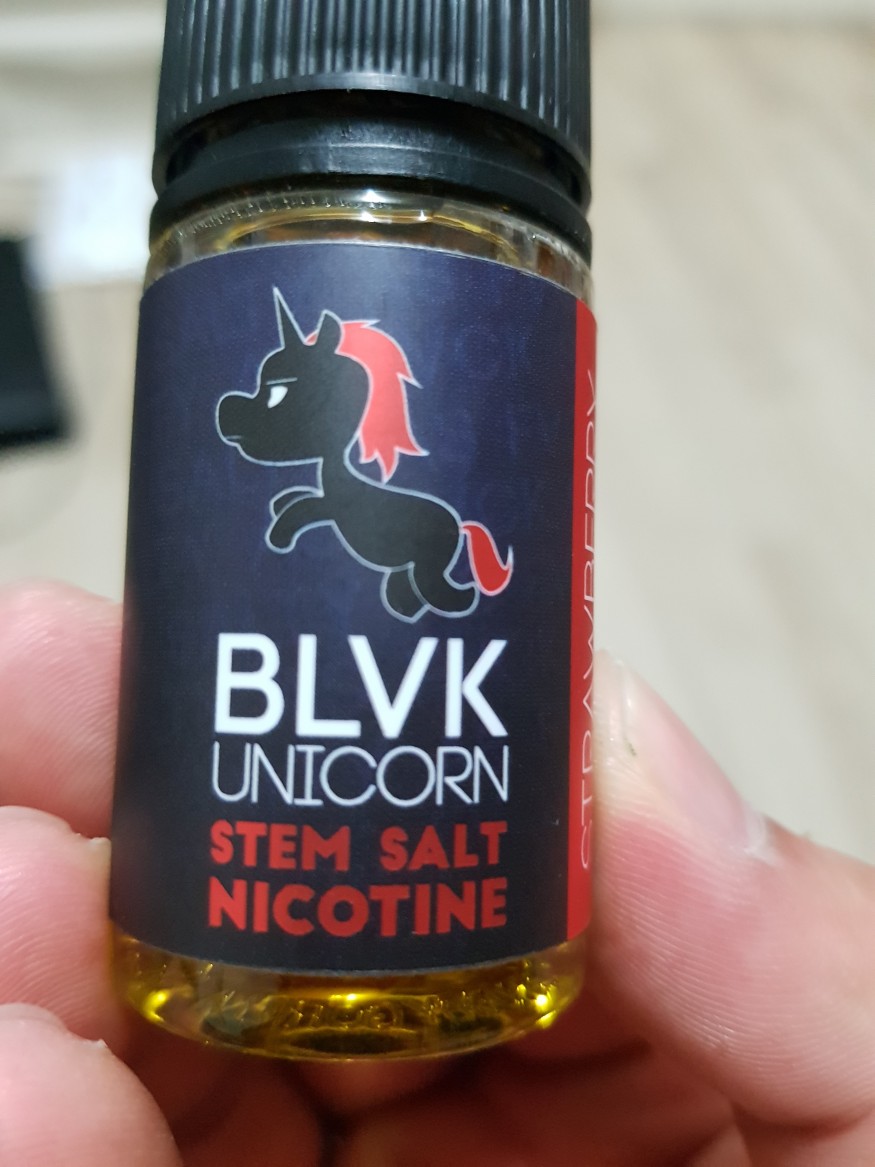 BLVK
UNICORN
STEM SALT
NICOTINE
STRAWBERRY